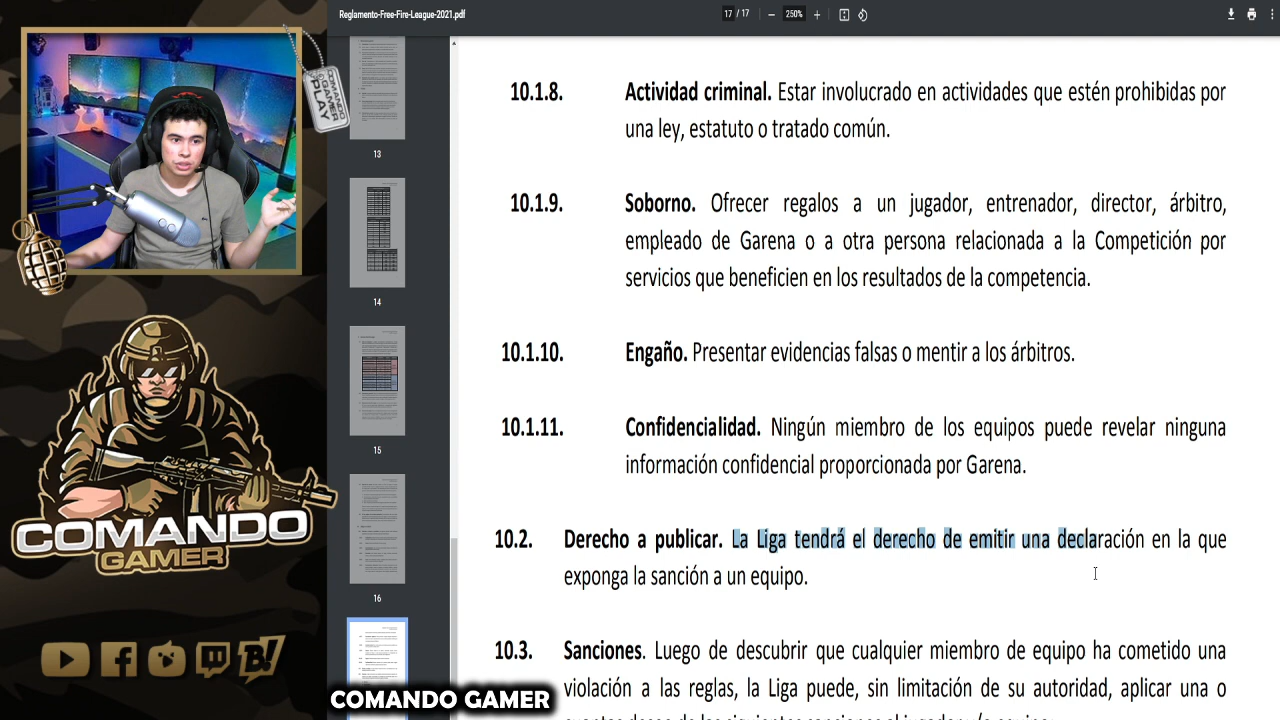 Reglamento-Free-Fire-League-2021.pdf
17 / 17
250%
COMANDO GAMER PLAY
13
14
15
16
COMANDO
GAMER
10.1.8. Actividad criminal. Estar involucrado en actividades que estén prohibidas por
una ley, estatuto o tratado común.
10.1.9. Soborno. Ofrecer regalos a un jugador, entrenador, director, árbitro,
empleado de Garena o a otra persona relacionada a la Competición por
servicios que beneficien en los resultados de la competencia.
10.1.10. Engaño. Presentar evidencias falsas o mentir a los árbitros.
10.1.11. Confidencialidad. Ningún miembro de los equipos puede revelar ninguna
información confidencial proporcionada por Garena.
10.2. Derecho a publicar. La Liga tendrá el derecho de emitir una declaración en la que
exponga la sanción a un equipo.
10.3. Sanciones. Luego de descubrir que cualquier miembro de equipo ha cometido una
violación a las reglas, la Liga puede, sin limitación de su autoridad, aplicar una o
COMANDO GAMER